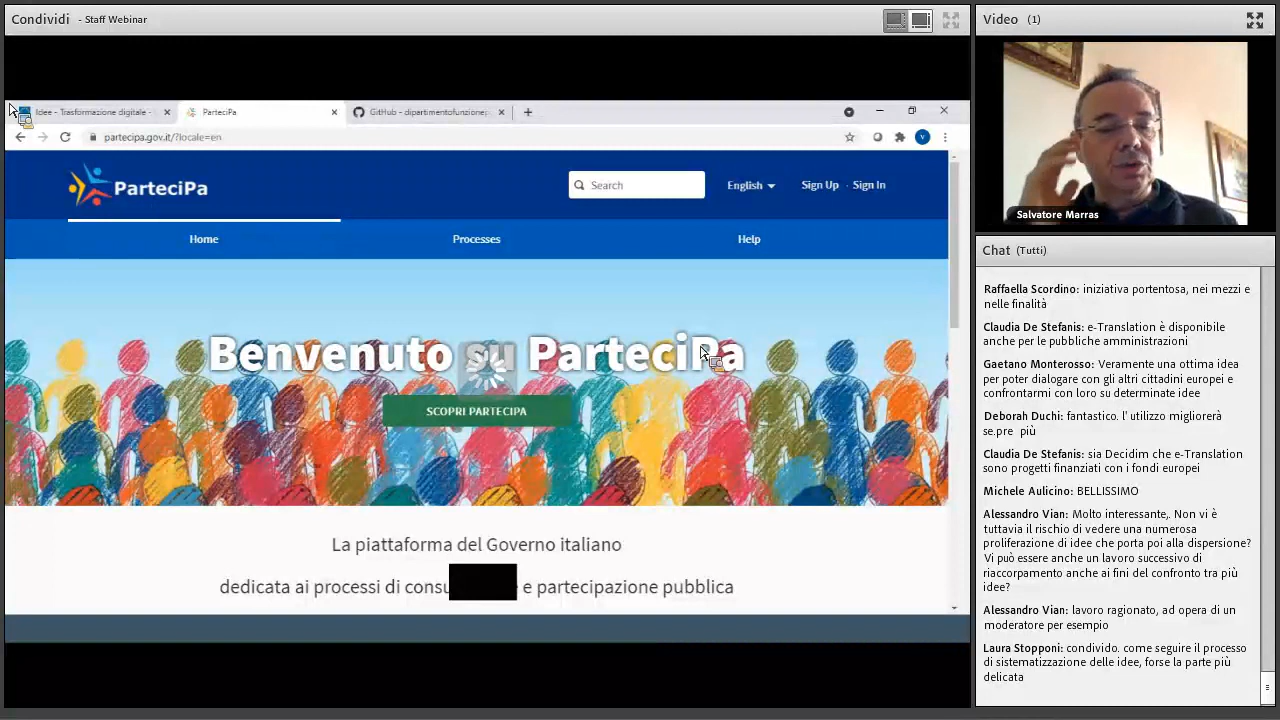 Condividi - Staff Webinar
Idee - Trasformazione digitale -
ParteciPa
GitHub - dipartimentofunzione
partecipa.gov.it/?locale=en
ParteciPa
Search
English
Sign Up · Sign In
Home
Processes
Help
Benvenuto su ParteciPa
SCOPRI PARTECIPA
La piattaforma del Governo italiano
dedicata ai processi di e partecipazione pubblica
Video (1)
Salvatore Marras
Chat (Tutti)
Raffaella Scordino: iniziativa portentosa, nei mezzi e
nelle finalità
Claudia De Stefanis: e-Translation è disponibile
anche per le pubbliche amministrazioni
Gaetano Monterosso: Veramente una ottima idea
per poter dialogare con gli altri cittadini europei e
confrontarmi con loro su determinate idee
Deborah Duchi: fantastico. l' utilizzo migliorerà
se.pre più
Claudia De Stefanis: sia Decidim che e-Translation
sono progetti finanziati con i fondi europei
Michele Aulicino: BELLISSIMO
Alessandro Vian: Molto interessante,. Non vi è
tuttavia il rischio di vedere una numerosa
proliferazione di idee che porta poi alla dispersione?
Vi può essere anche un lavoro successivo di
riaccorpamento anche ai fini del confronto tra più
idee?
Alessandro Vian: lavoro ragionato, ad opera di un
moderatore per esempio
Laura Stopponi: condivido. come seguire il processo
di sistematizzazione delle idee, forse la parte più
delicata